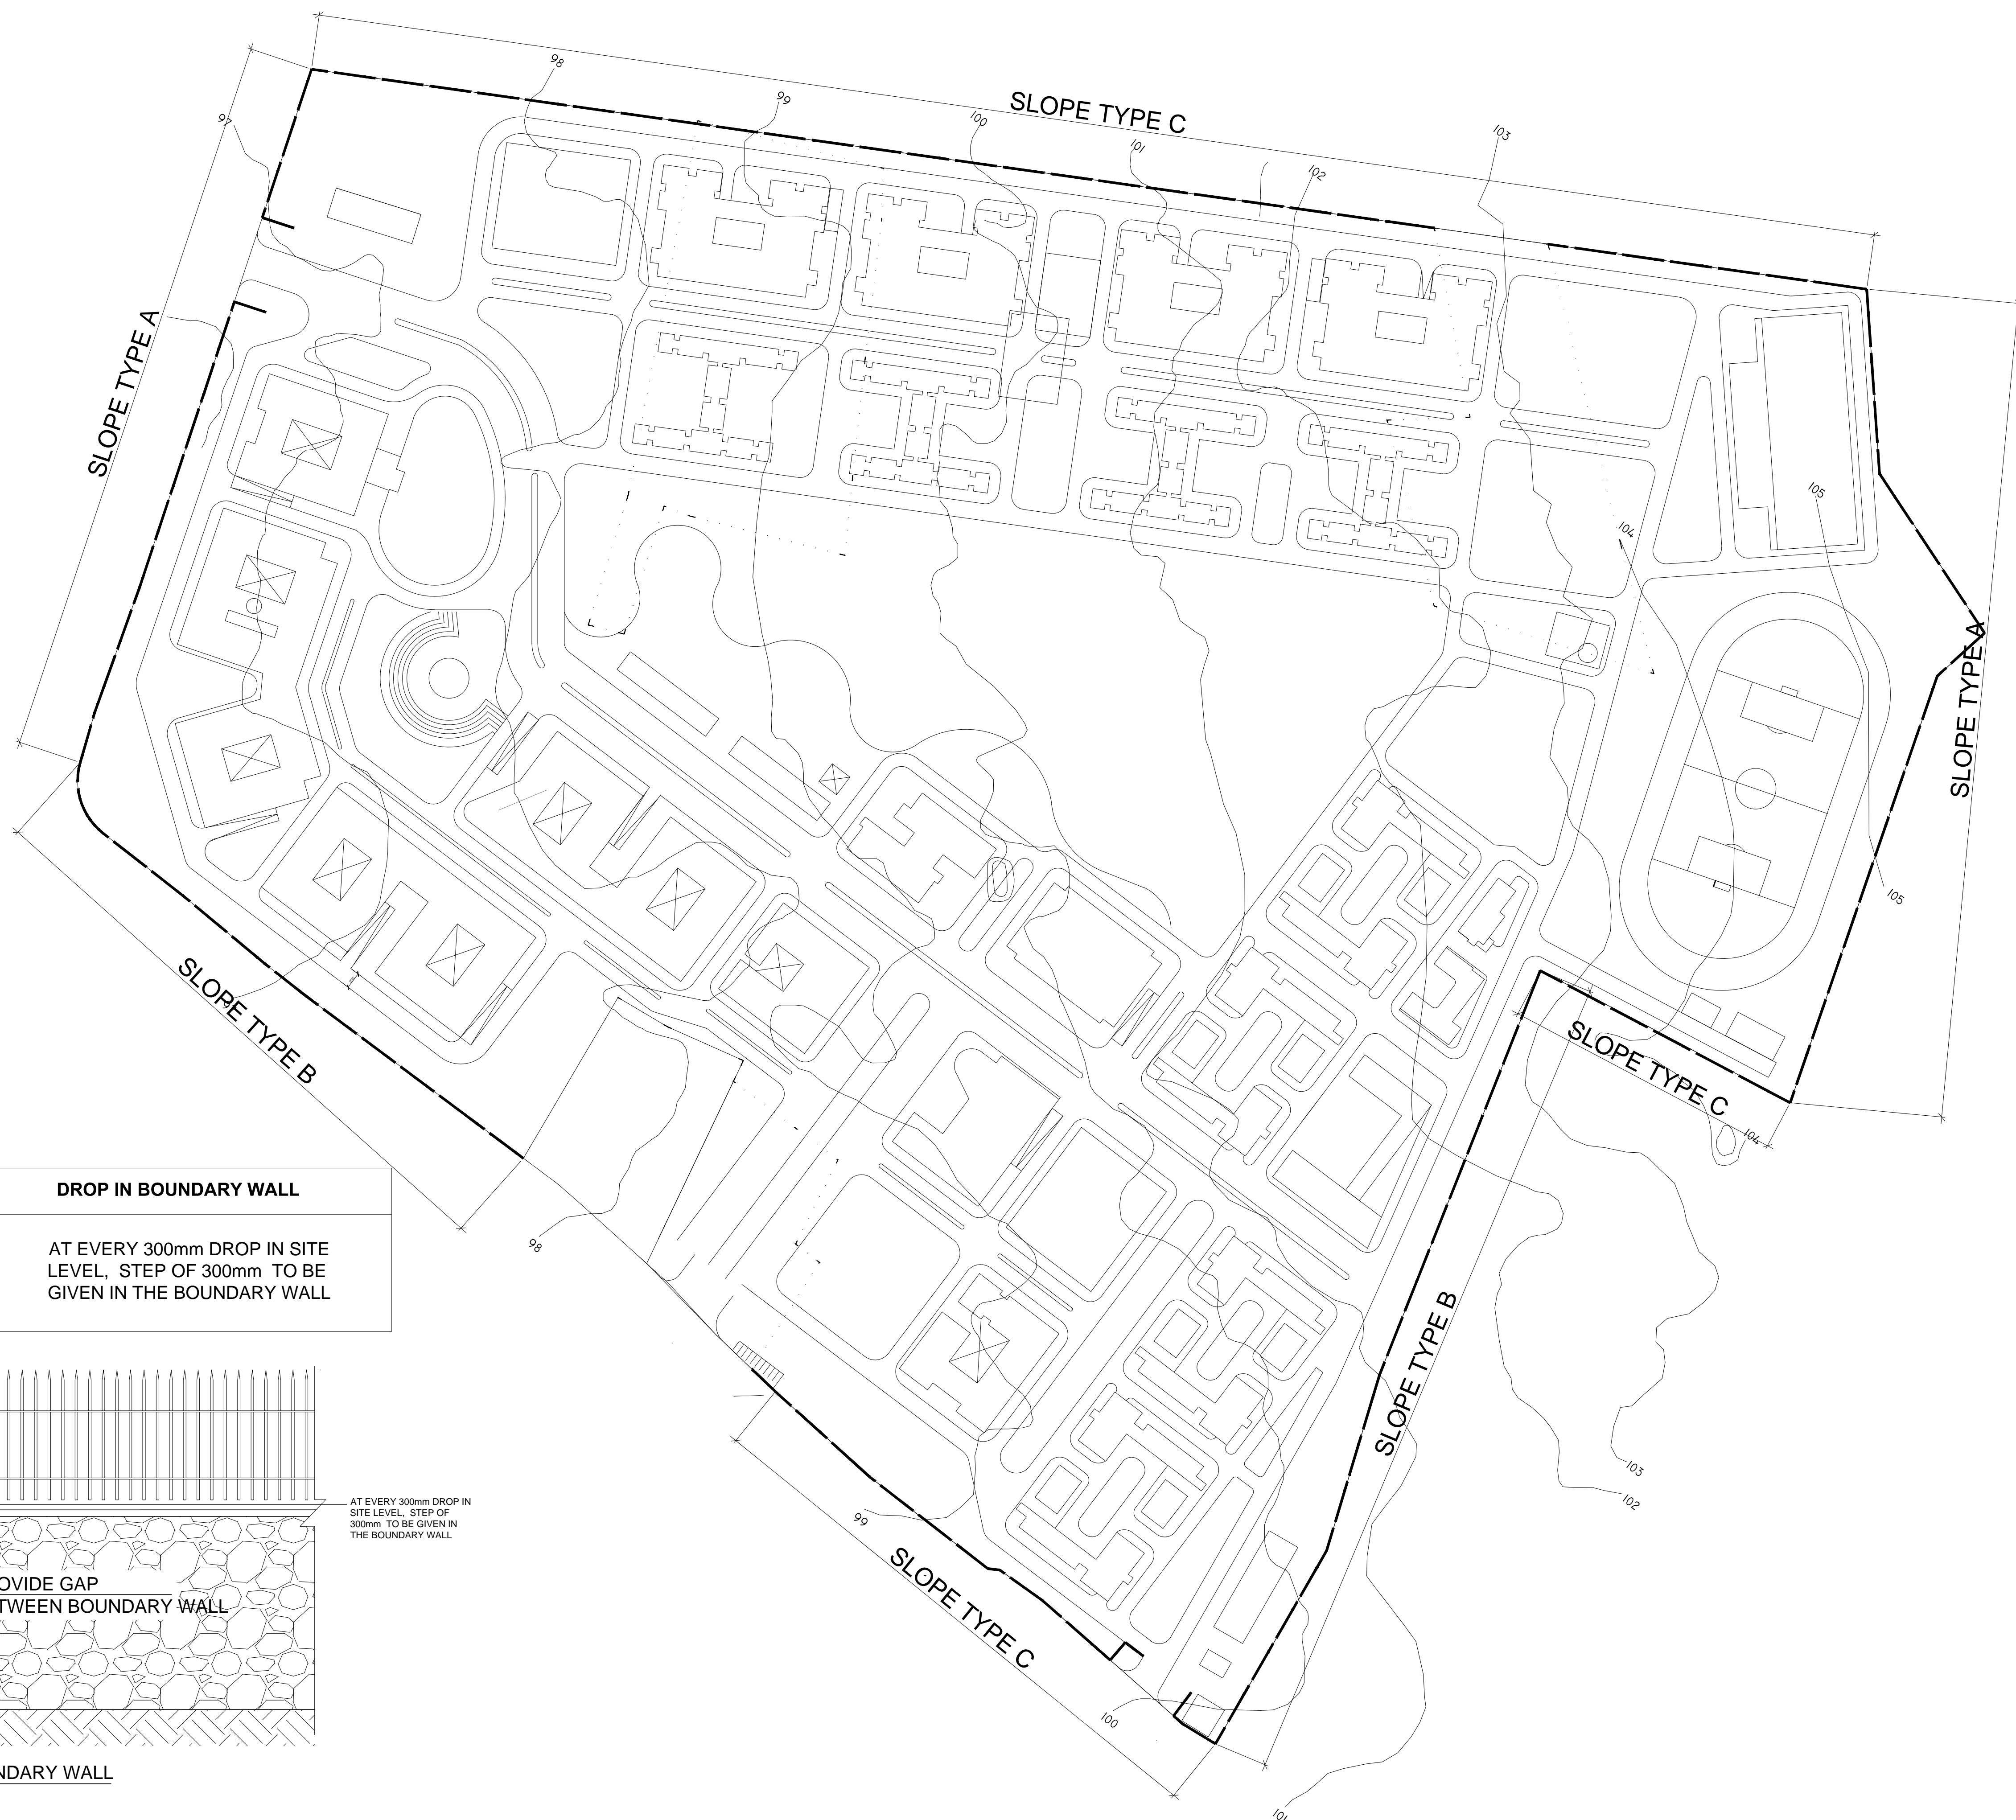 98
99
SLOPE TYPE C
100
101
103
102
97
SLOPE TYPE A
105
104
SLOPE TYPE A
105
SLOPE TYPE B
SLOPE TYPE C
104
98
DROP IN BOUNDARY WALL
AT EVERY 300mm DROP IN SITE
LEVEL, STEP OF 300mm TO BE
GIVEN IN THE BOUNDARY WALL
SLOPE TYPE B
103
102
AT EVERY 300mm DROP IN
SITE LEVEL, STEP OF
300mm TO BE GIVEN IN
THE BOUNDARY WALL
99
SLOPE TYPE C
OVIDE GAP
TWEEN BOUNDARY WALL
100
NDARY WALL